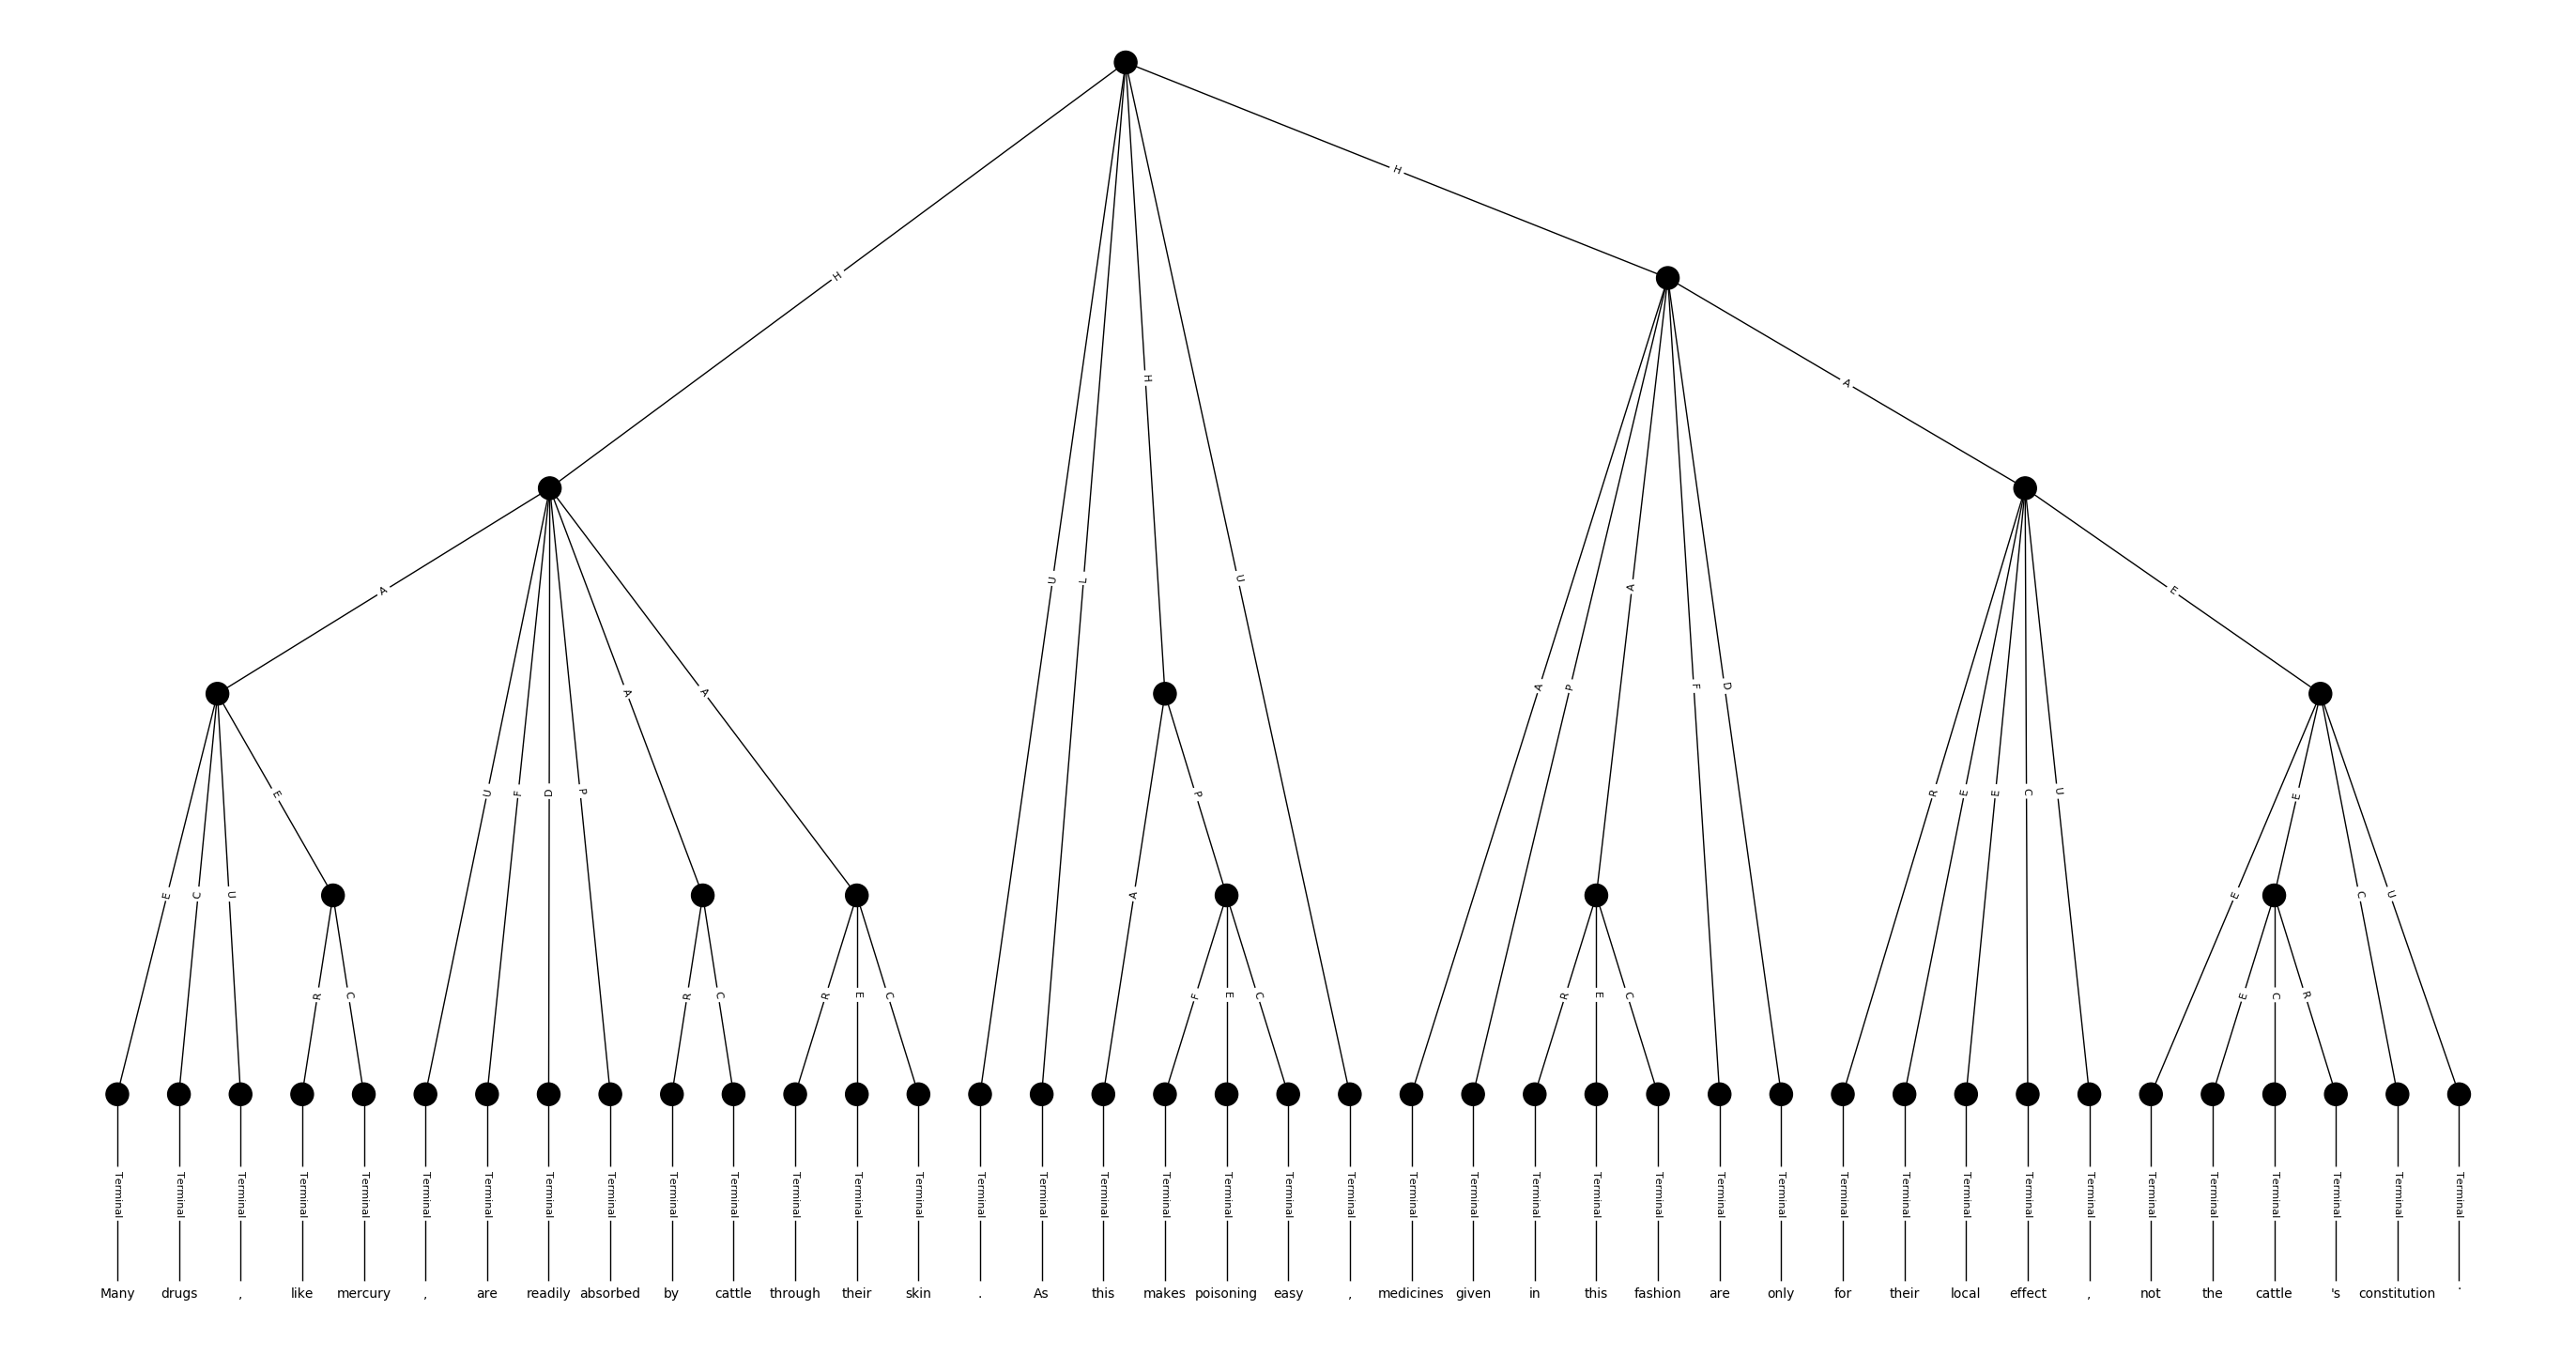 H
H
H
A
A
E
U
L
U
A
P
A
F
D
U
F
D
P
A
A
E
C
U
E
P
A
R
E
E
C
U
E
E
C
U
R
C
R
C
R
E
C
F
E
C
R
E
C
E
C
R
Terminal Terminal Terminal Terminal Terminal Terminal Terminal Terminal Terminal Terminal Terminal Terminal Terminal Terminal Terminal Terminal Terminal Terminal Terminal Terminal Terminal Terminal Terminal Terminal Terminal Terminal Terminal Terminal Terminal Terminal Terminal Terminal Terminal Terminal Terminal Terminal Terminal Terminal Terminal
Many drugs , like mercury , are readily absorbed by cattle through their skin . As this makes poisoning easy , medicines given in this fashion are only for their local effect , not the cattle 's constitution .